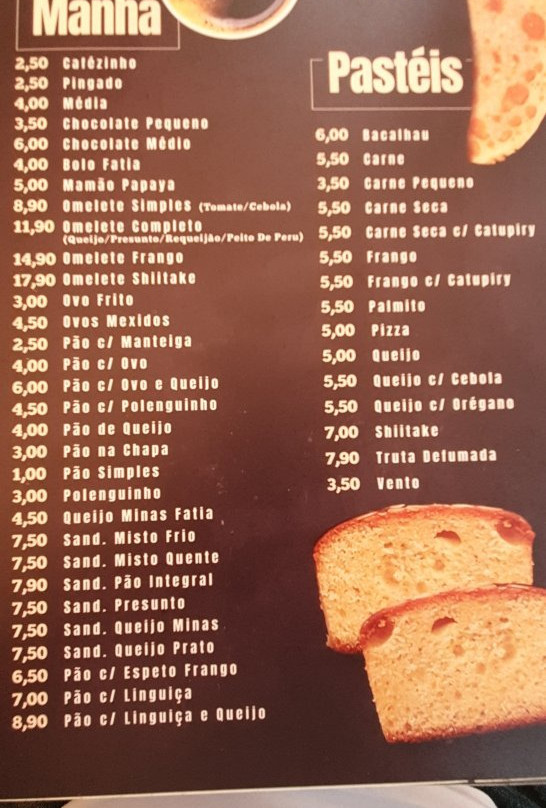 Manhã
2,50 Cafézinho
2,50 Pingado
4,00 Média
3,50 Chocolate Pequeno
6,00 Chocolate Médio
4,00 Bolo Fatia
5,00 Mamão Papaya
8,90 Omelete Simples (Tomate/Cebola)
11,90 Omelete Completo
(Queijo/Presunto/Requeijão/Peito De Peru)
14,90 Omelete Frango
17,90 Omelete Shiitake
3,00 Ovo Frito
4,50 Ovos Mexidos
2,50 Pão c/ Manteiga
4,00 Pão c/ Ovo
6,00 Pão c/ Ovo e Queijo
4,50 Pão c/ Polenguinho
4,00 Pão de Queijo
3,00 Pão na Chapa
1,00 Pão Simples
3,00 Polenguinho
4,50 Queijo Minas Fatia
7,50 Sand. Misto Frio
7,50 Sand. Misto Quente
7,90 Sand. Pão Integral
7,50 Sand. Presunto
7,50 Sand. Queijo Minas
7,50 Sand. Queijo Prato
6,50 Pão c/ Espeto Frango
7,00 Pão c/ Linguiça
8,90 Pão c/ Linguiça e Queijo
Pastéis
6,00 Bacalhau
5,50 Carne
3,50 Carne Pequeno
5,50 Carne Seca
5,50 Carne Seca c/ Catupiry
5,50 Frango
5,50 Frango c/ Catupiry
5,50 Palmito
5,00 Pizza
5,00 Queijo
5,50 Queijo c/ Cebola
5,50 Queijo c/ Orégano
7,00 Shiitake
7,90 Truta Defumada
3,50 Vento